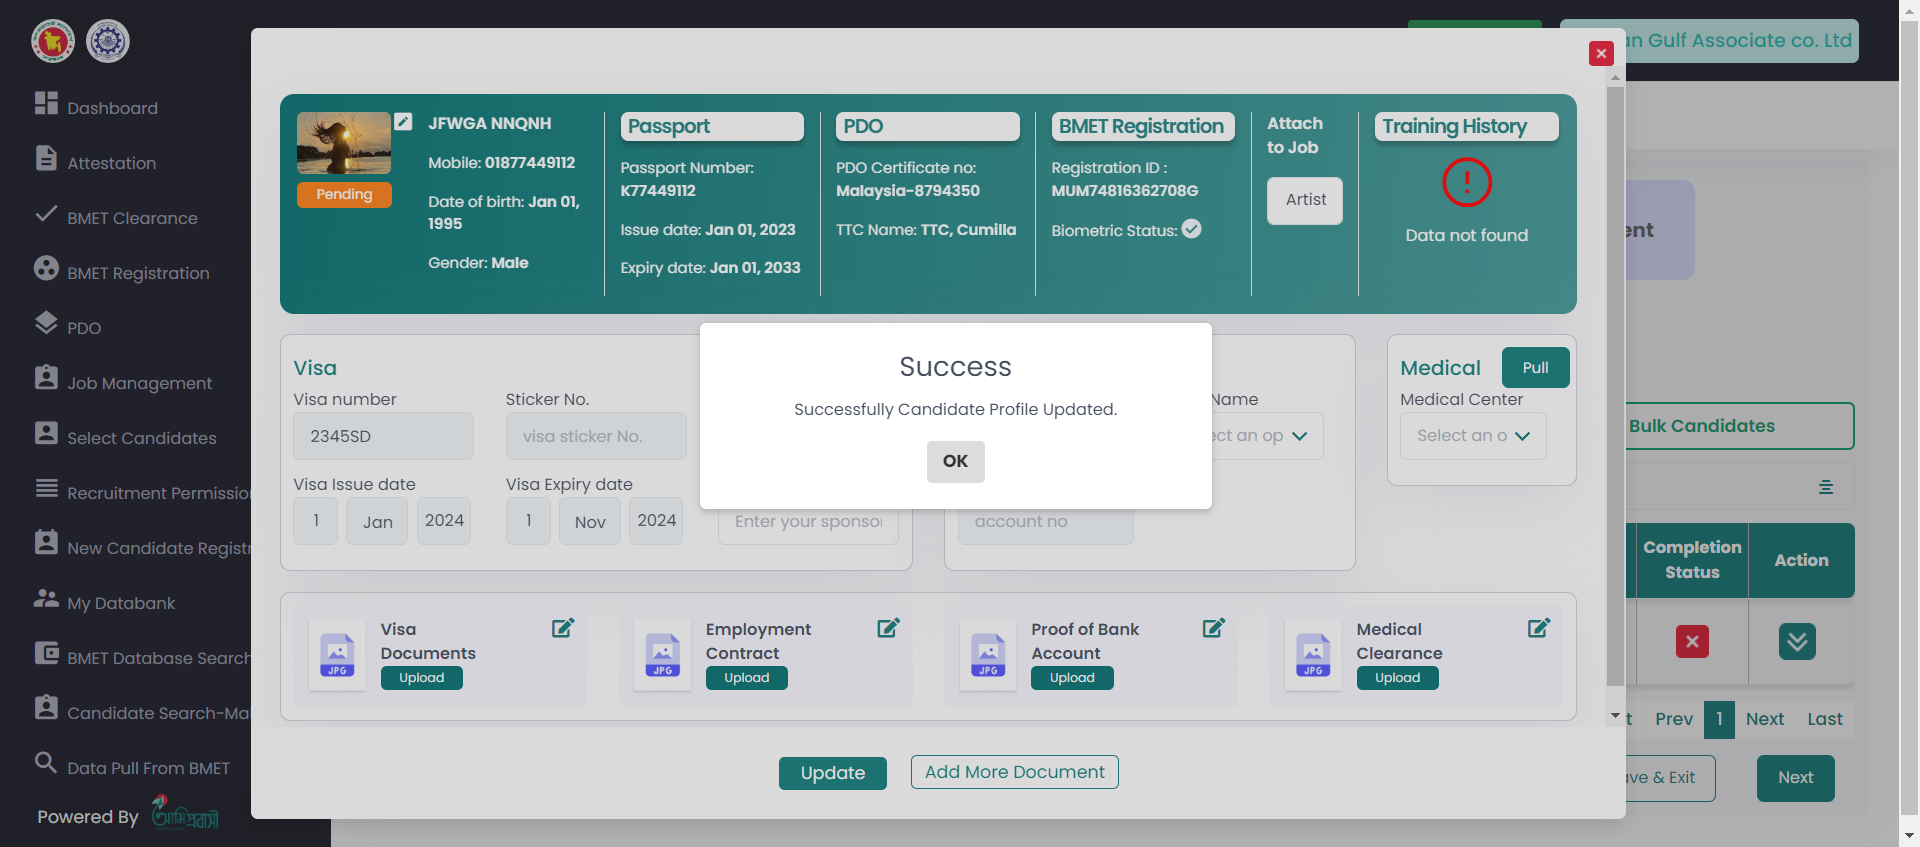 an Gulf Associate co. Ltd
Dashboard
Attestation
BMET Clearance
BMET Registration
PDO
Job Management
Select Candidates
Recruitment Permission
New Candidate Registr
My Databank
BMET Database Search
Candidate Search-Ma
Data Pull From BMET
Powered By আমি প্রবাসী
Pending
JFWGA NNQNH
Mobile: 01877449112
Date of birth: Jan 01,
1995
Gender: Male
Passport
Passport Number:
K77449112
Issue date: Jan 01, 2023
Expiry date: Jan 01, 2033
PDO
PDO Certificate no:
Malaysia-8794350
TTC Name: TTC, Cumilla
BMET Registration
Registration ID :
MUM74816362708G
Biometric Status:
Attach
to Job
Artist
Training History
Data not found
ent
Success
Successfully Candidate Profile Updated.
OK
Visa
Visa number
2345SD
Sticker No.
visa sticker No.
Visa Issue date
1 Jan 2024
Visa Expiry date
1 Nov 2024
Enter your sponso
Name
ect an op
account no
Medical
Pull
Medical Center
Select an o
Bulk Candidates
Completion
Status
Action
Visa
Documents
Upload
Employment
Contract
Upload
Proof of Bank
Account
Upload
Medical
Clearance
Upload
JPG
JPG
JPG
JPG
t Prev 1 Next Last
Update
Add More Document
ve & Exit
Next